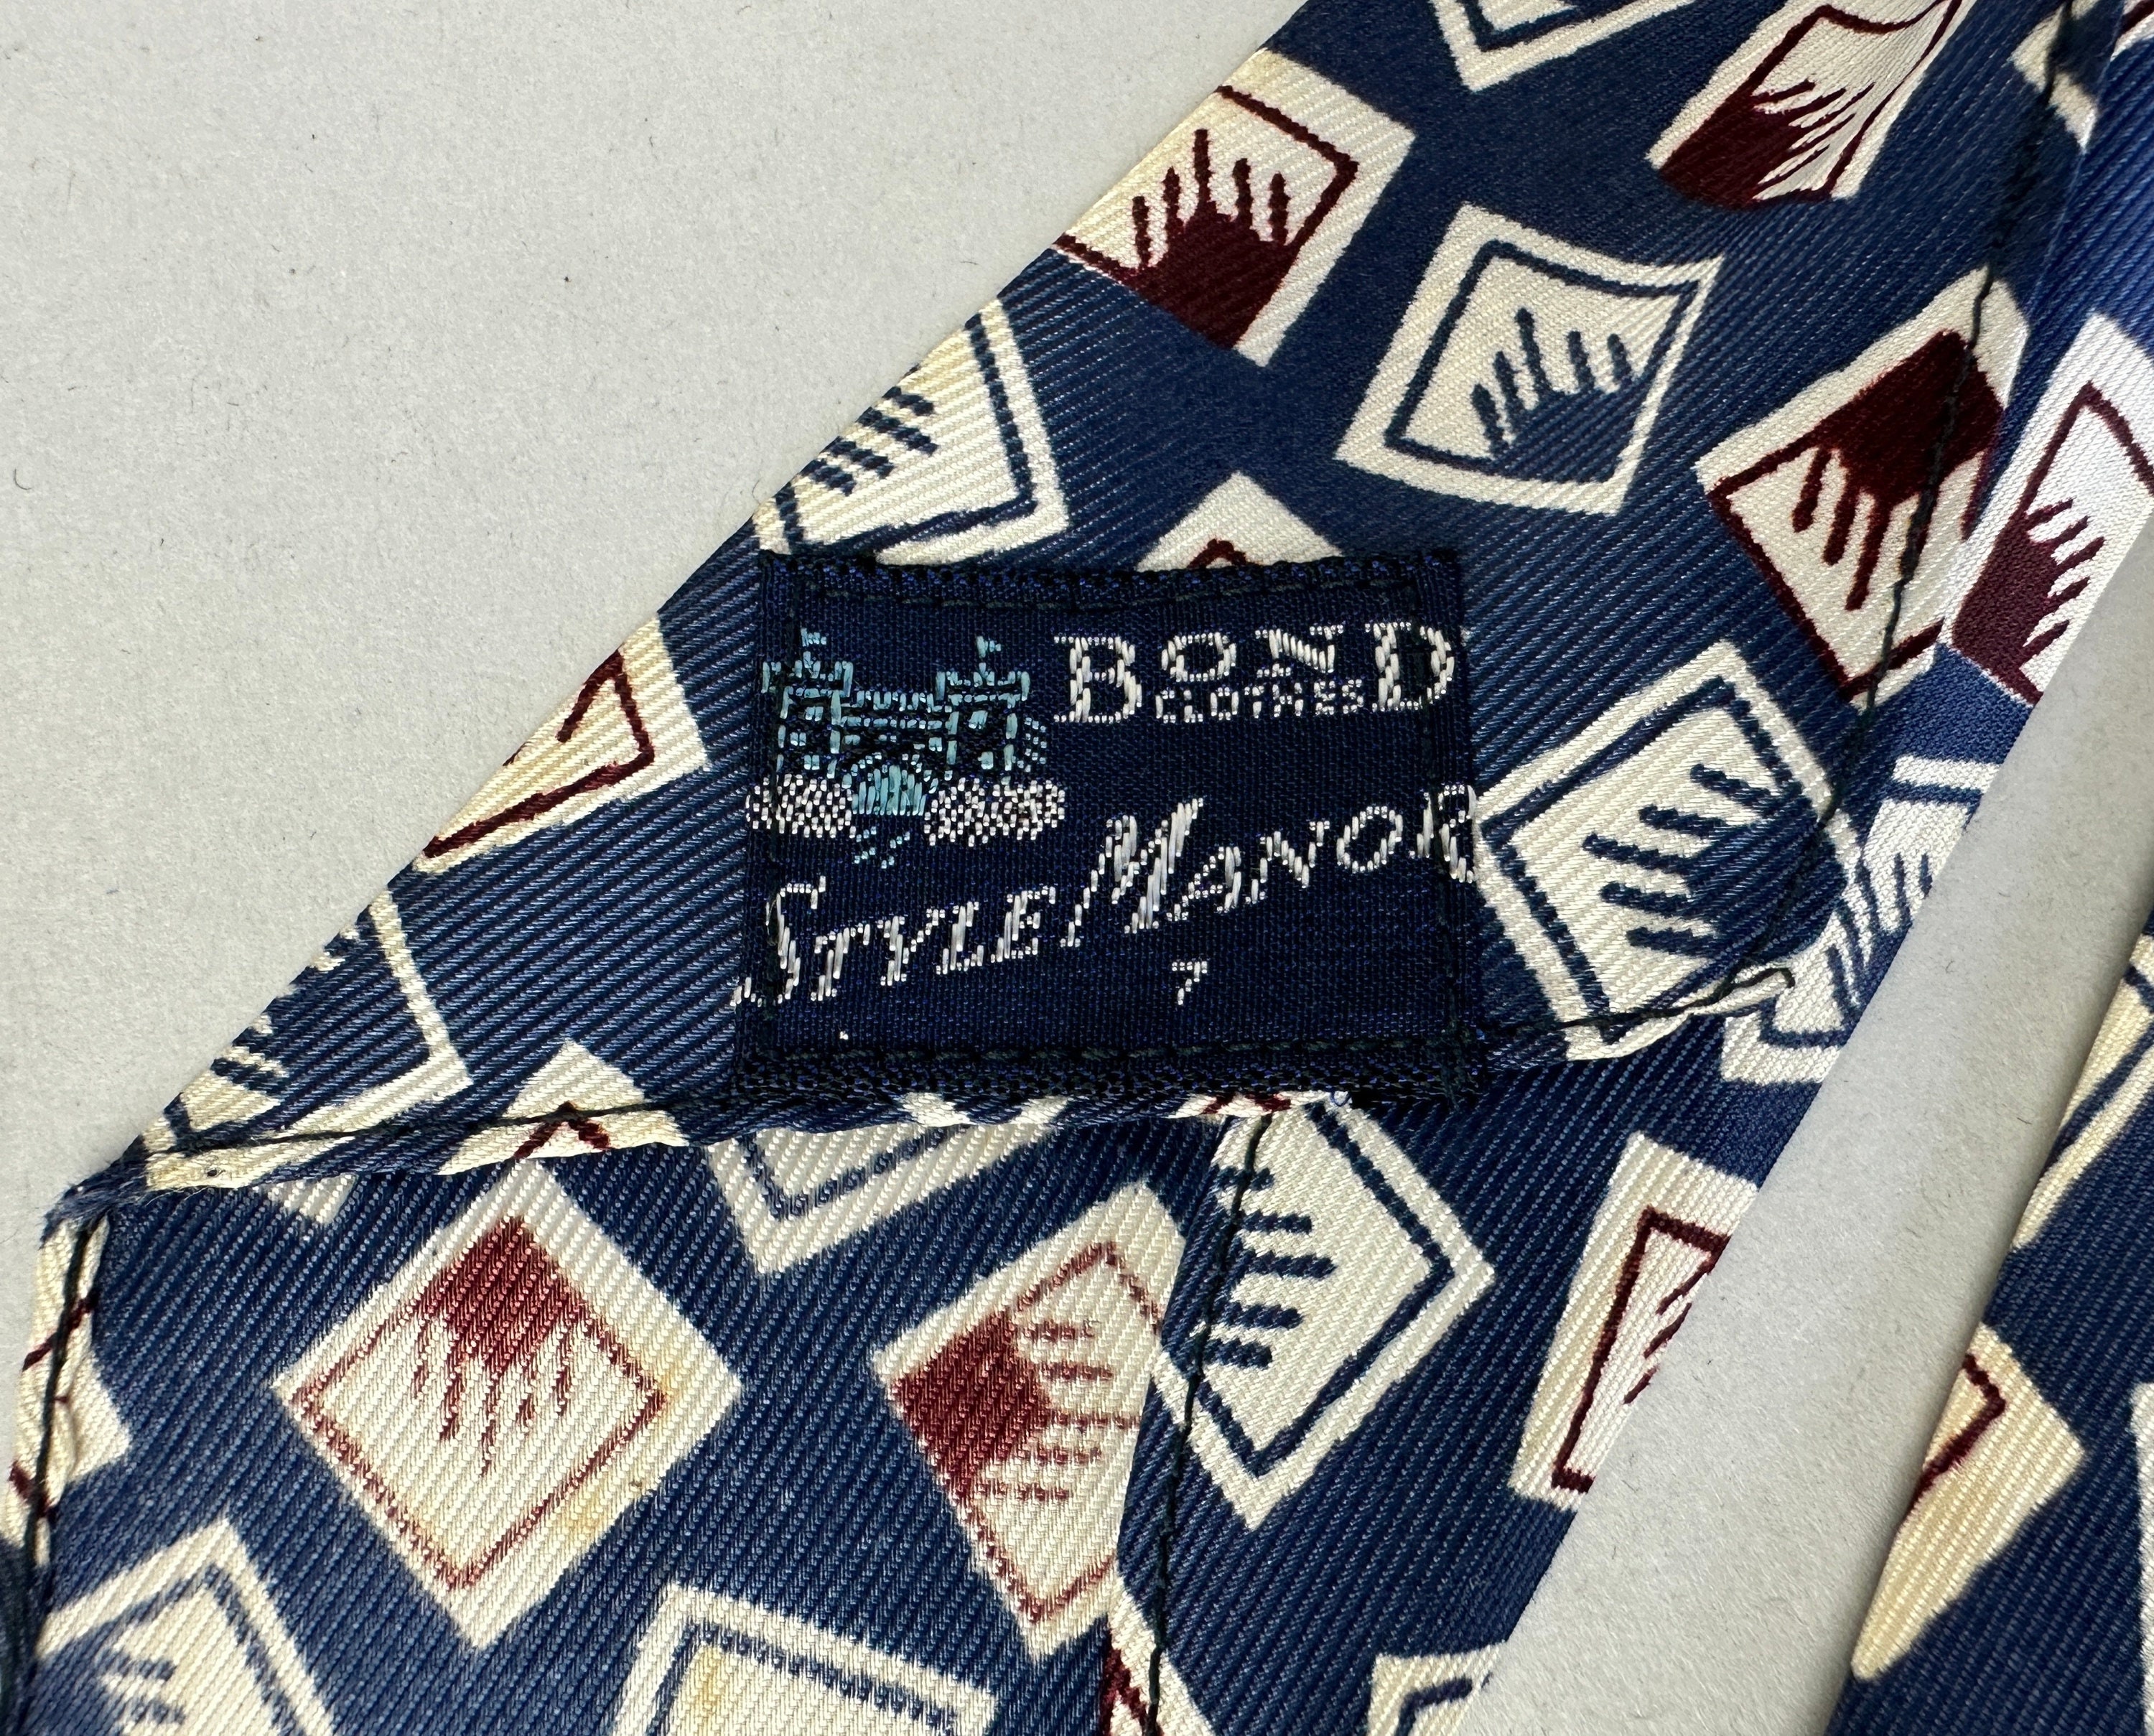 BOND
CLOTHES
STYLE MANOR
7